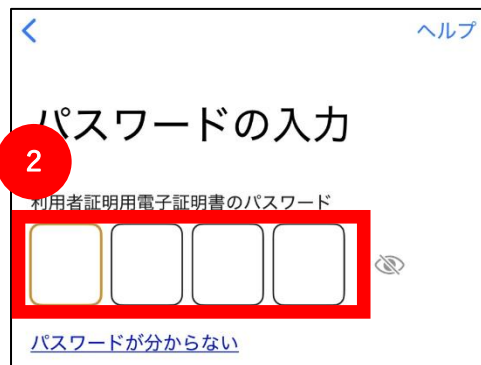 ヘルプ
パスワードの入力
2
利用者証明用電子証明書のパスワード
パスワードが分からない